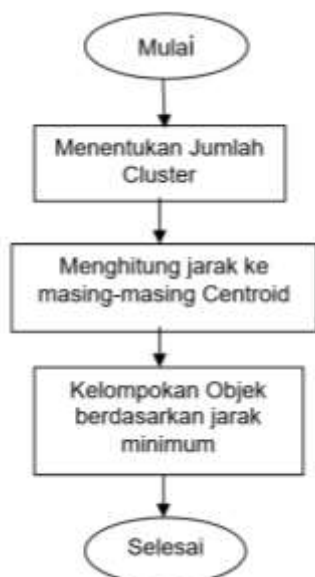 Mulai
Menentukan Jumlah
Cluster
Menghitung jarak ke
masing-masing Centroid
Kelompokan Objek
berdasarkan jarak
minimum
Selesai